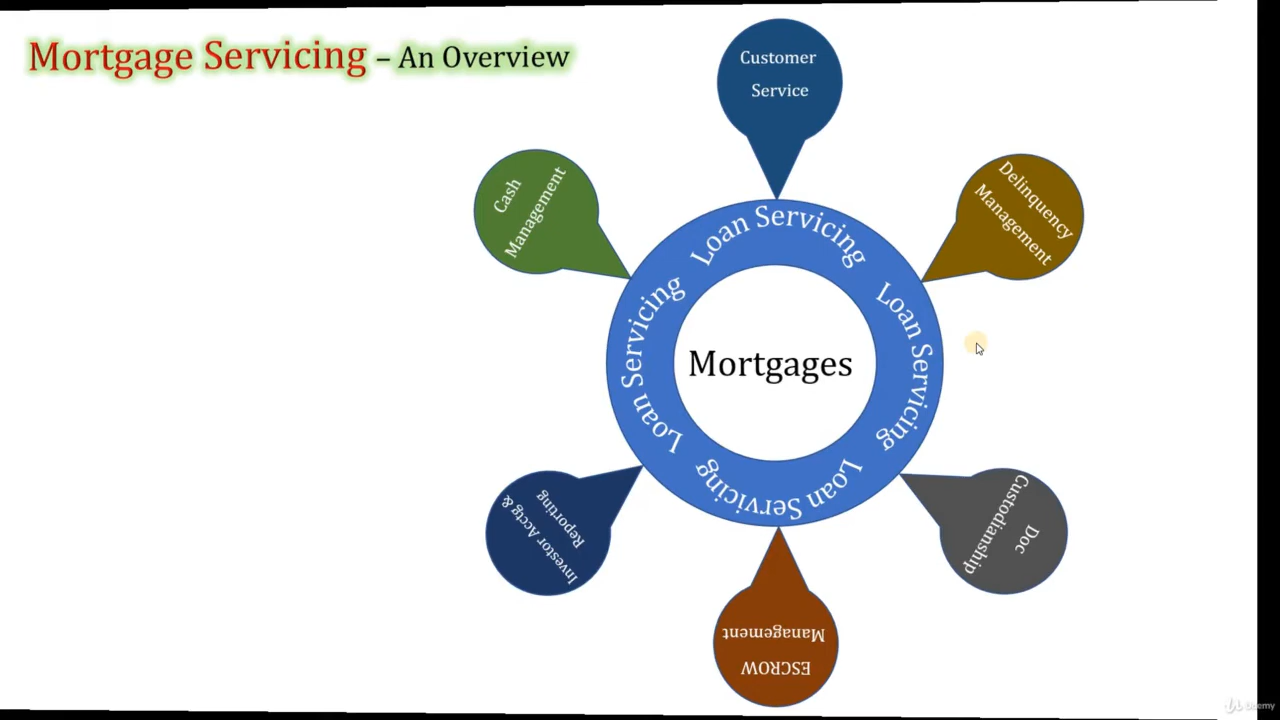 Mortgage Servicing – An Overview
Customer
Service
Delinquency
Management
Doc
Custodianship
ESCROW
Management
Investor Acctg &
Reporting
Cash
Management
Loan Servicing
Loan Servicing
Loan Servicing
Loan Servicing
Mortgages
Udemy